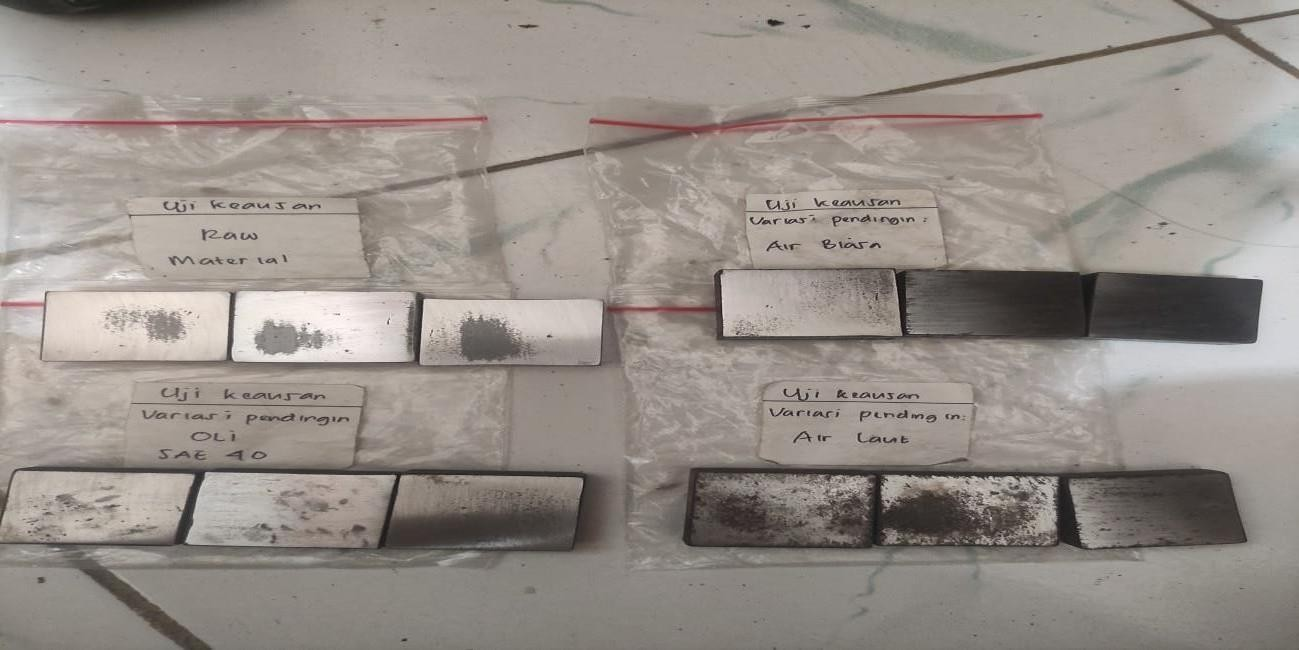 Uji keausan
Raw
Material
Uji keausan
Variasi pendingin:
Air Biasa
Uji keausan
Variasi pendingin
OLi
SAE 40
Uji keausan
Variasi pendingin:
Air Laut